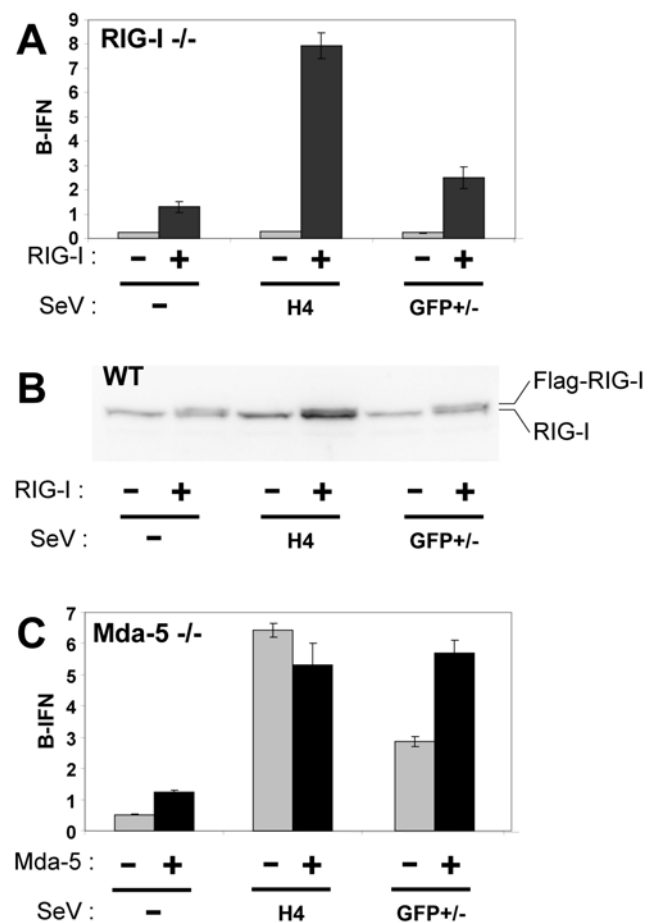 A
RIG-I -/-
9
8
7
6
5
4
3
2
1
0
B-IFN
RIG-I : - + - + - +
SeV : - H4 GFP+/-
B
WT
Flag-RIG-I
RIG-I
RIG-I : - + - + - +
SeV : - H4 GFP+/-
C
Mda-5 -/-
7
6
5
4
3
2
1
0
B-IFN
Mda-5 : - + - + - +
SeV : - H4 GFP+/-